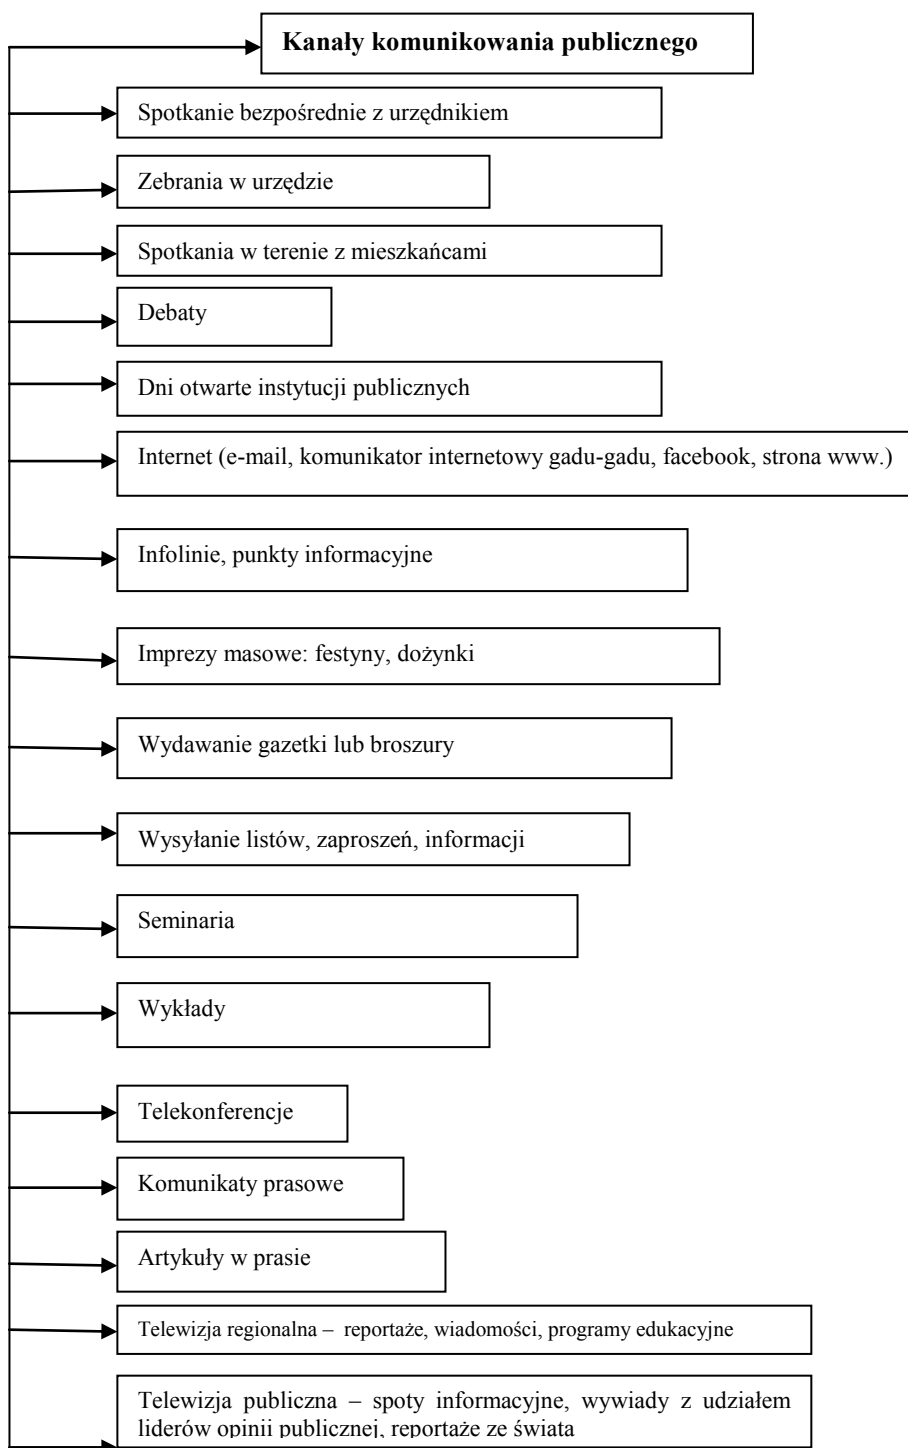 Kanały komunikowania publicznego
Spotkanie bezpośrednie z urzędnikiem
Zebrania w urzędzie
Spotkania w terenie z mieszkańcami
Debaty
Dni otwarte instytucji publicznych
Internet (e-mail, komunikator internetowy gadu-gadu, facebook, strona www.)
Infolinie, punkty informacyjne
Imprezy masowe: festyny, dożynki
Wydawanie gazetki lub broszury
Wysyłanie listów, zaproszeń, informacji
Seminaria
Wykłady
Telekonferencje
Komunikaty prasowe
Artykuły w prasie
Telewizja regionalna – reportaże, wiadomości, programy edukacyjne
Telewizja publiczna – spoty informacyjne, wywiady z udziałem
liderów opinii publicznej, reportaże ze świata